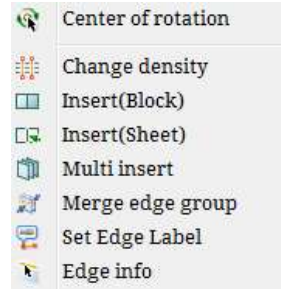 Center of rotation
Change density
Insert(Block)
Insert(Sheet)
Multi insert
Merge edge group
Set Edge Label
Edge info